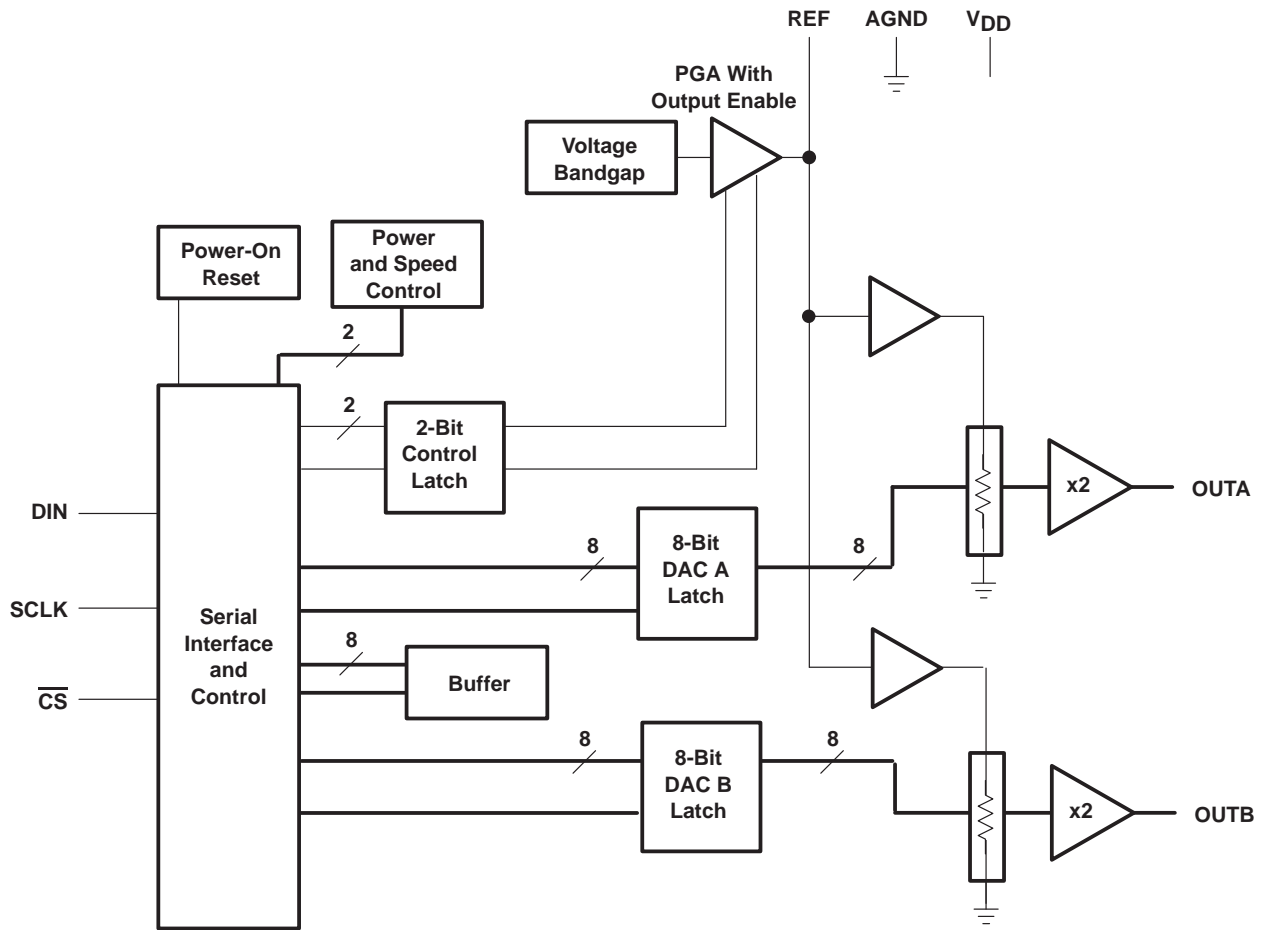 REF AGND VDD
PGA With
Output Enable
Voltage
Bandgap
Power-On
Reset
Power
and Speed
Control
2
2
2-Bit
Control
Latch
x2
OUTA
DIN
8
8-Bit
DAC A
Latch
8
SCLK
Serial
Interface
and
Control
8
Buffer
CS
8
8-Bit
DAC B
Latch
8
x2
OUTB